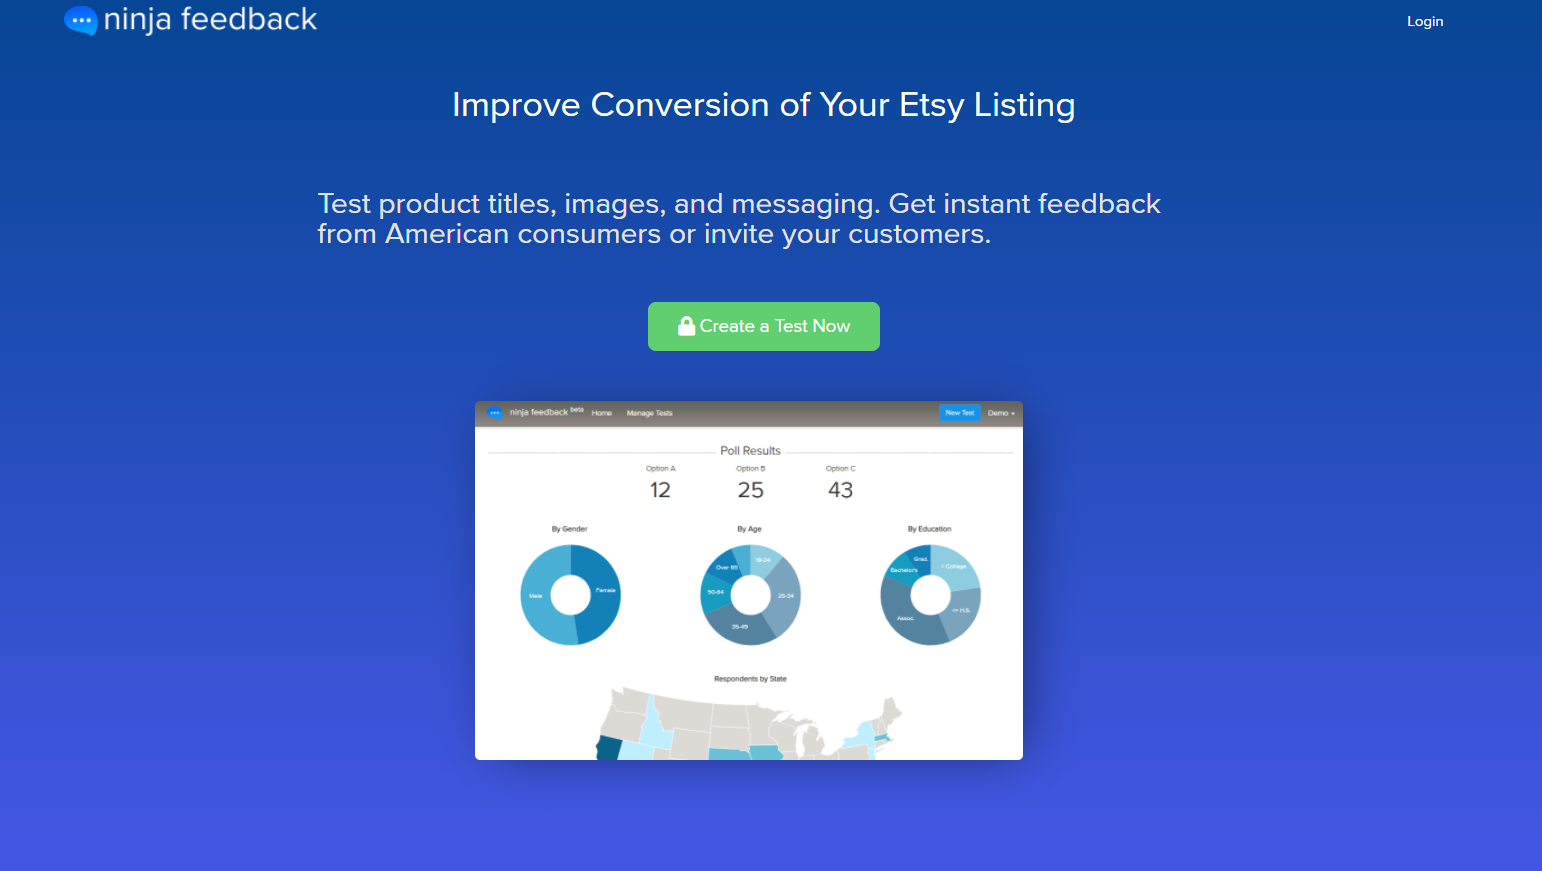 ninja feedback
Login
Improve Conversion of Your Etsy Listing
Test product titles, images, and messaging. Get instant feedback
from American consumers or invite your customers.
Create a Test Now
ninja feedback beta Home Manage Tests New Test Demo
Poll Results
Option A Option B Option C
12 25 43
By Gender By Age By Education
Male Female
Over 65 18-24
50-64 25-34
35-49
Grad. < College
Bachelor's
<= H.S.
Assoc.
Respondents by State